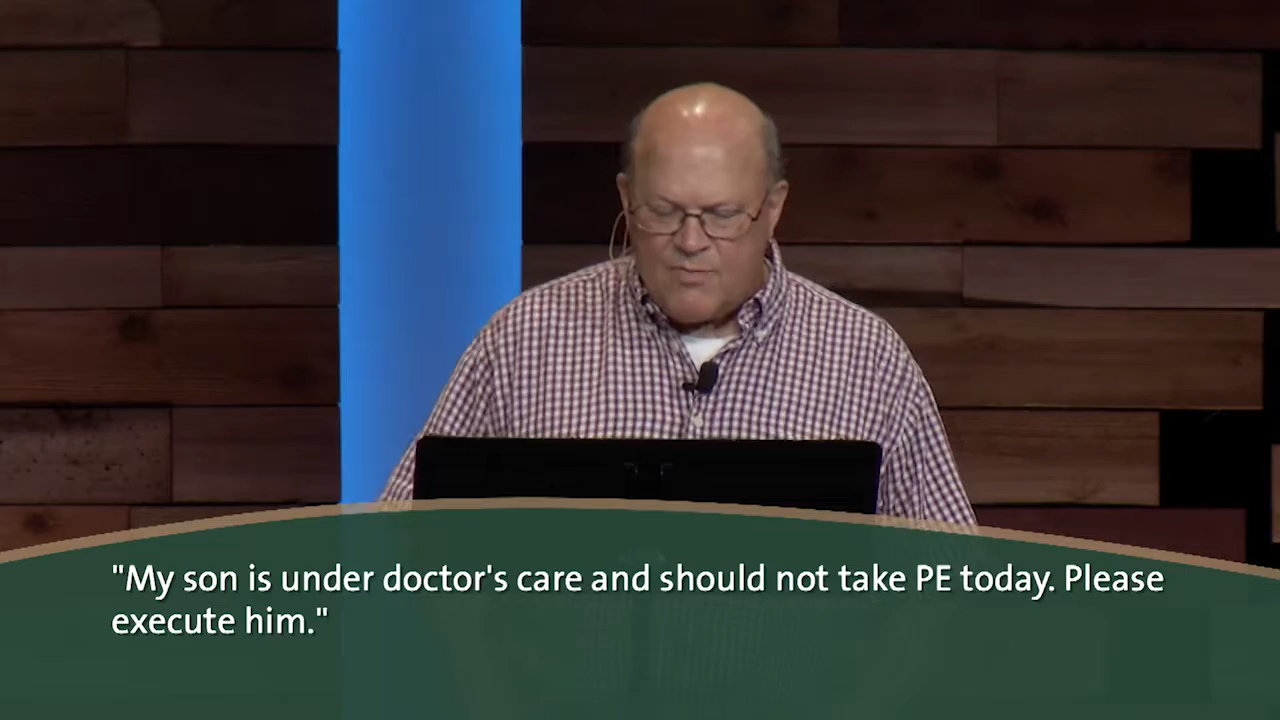 "My son is under doctor's care and should not take PE today. Please
execute him."